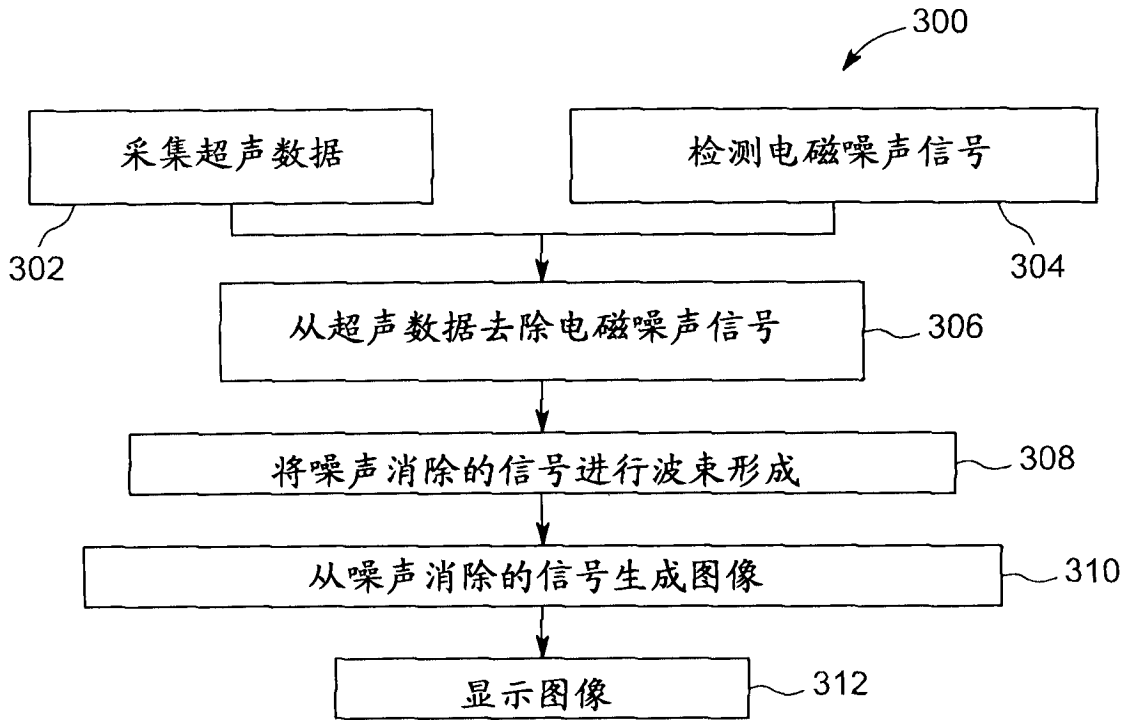 300
采集超声数据
检测电磁噪声信号
302
304
从超声数据去除电磁噪声信号
306
将噪声消除的信号进行波束形成
308
从噪声消除的信号生成图像
310
显示图像
312